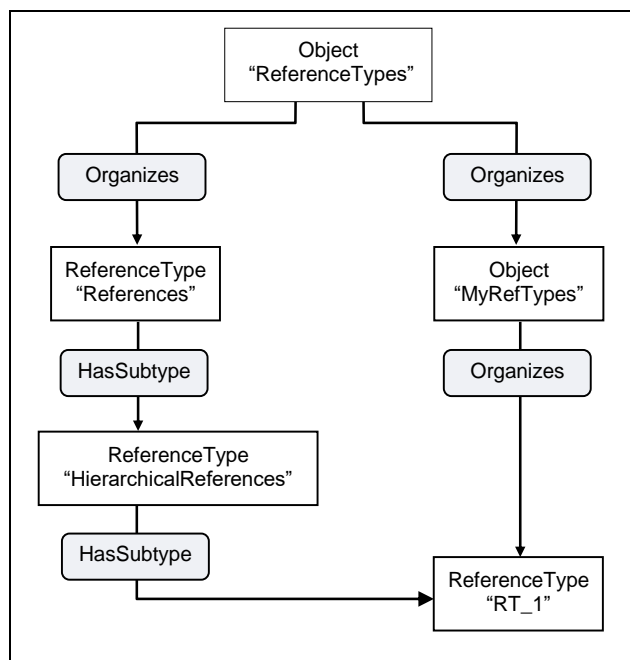 Object
“ReferenceTypes”
Organizes
Organizes
ReferenceType
“References”
Object
“MyRefTypes”
HasSubtype
Organizes
ReferenceType
“HierarchicalReferences”
HasSubtype
ReferenceType
“RT_1”